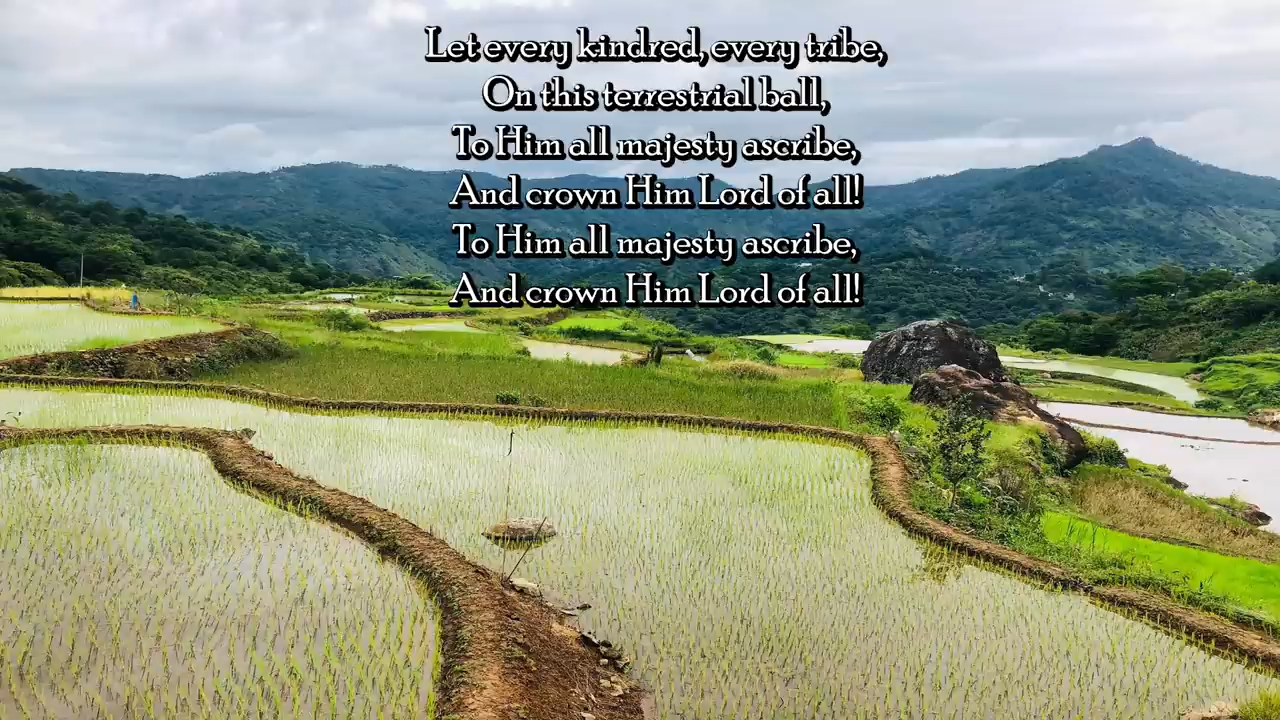 Let every kindred, every tribe,
On this terrestrial ball,
To Him all majesty ascribe,
And crown Him Lord of all!
To Him all majesty ascribe,
And crown Him Lord of all!